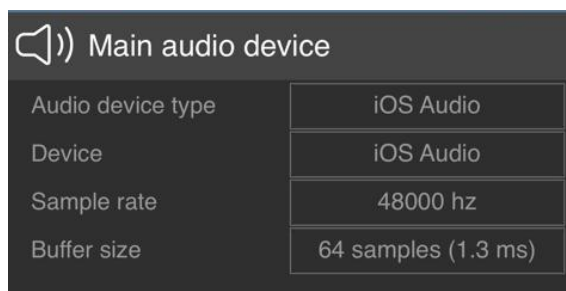 Main audio device
Audio device type iOS Audio
Device iOS Audio
Sample rate 48000 hz
Buffer size 64 samples (1.3 ms)